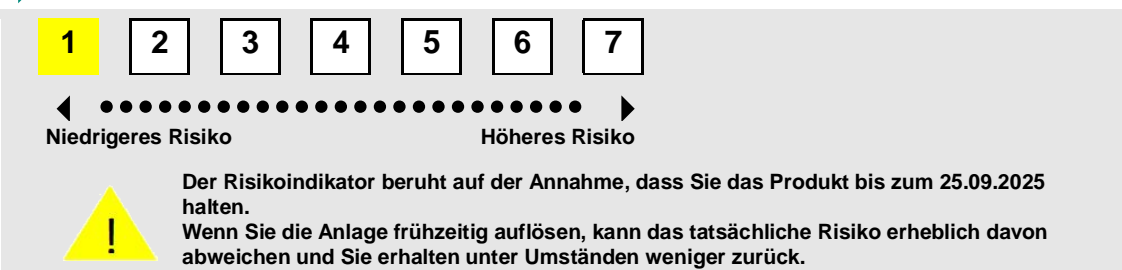 1 2 3 4 5 6 7
Niedrigeres Risiko Höheres Risiko
Der Risikoindikator beruht auf der Annahme, dass Sie das Produkt bis zum 25.09.2025
halten.
Wenn Sie die Anlage frühzeitig auflösen, kann das tatsächliche Risiko erheblich davon
abweichen und Sie erhalten unter Umständen weniger zurück.
!